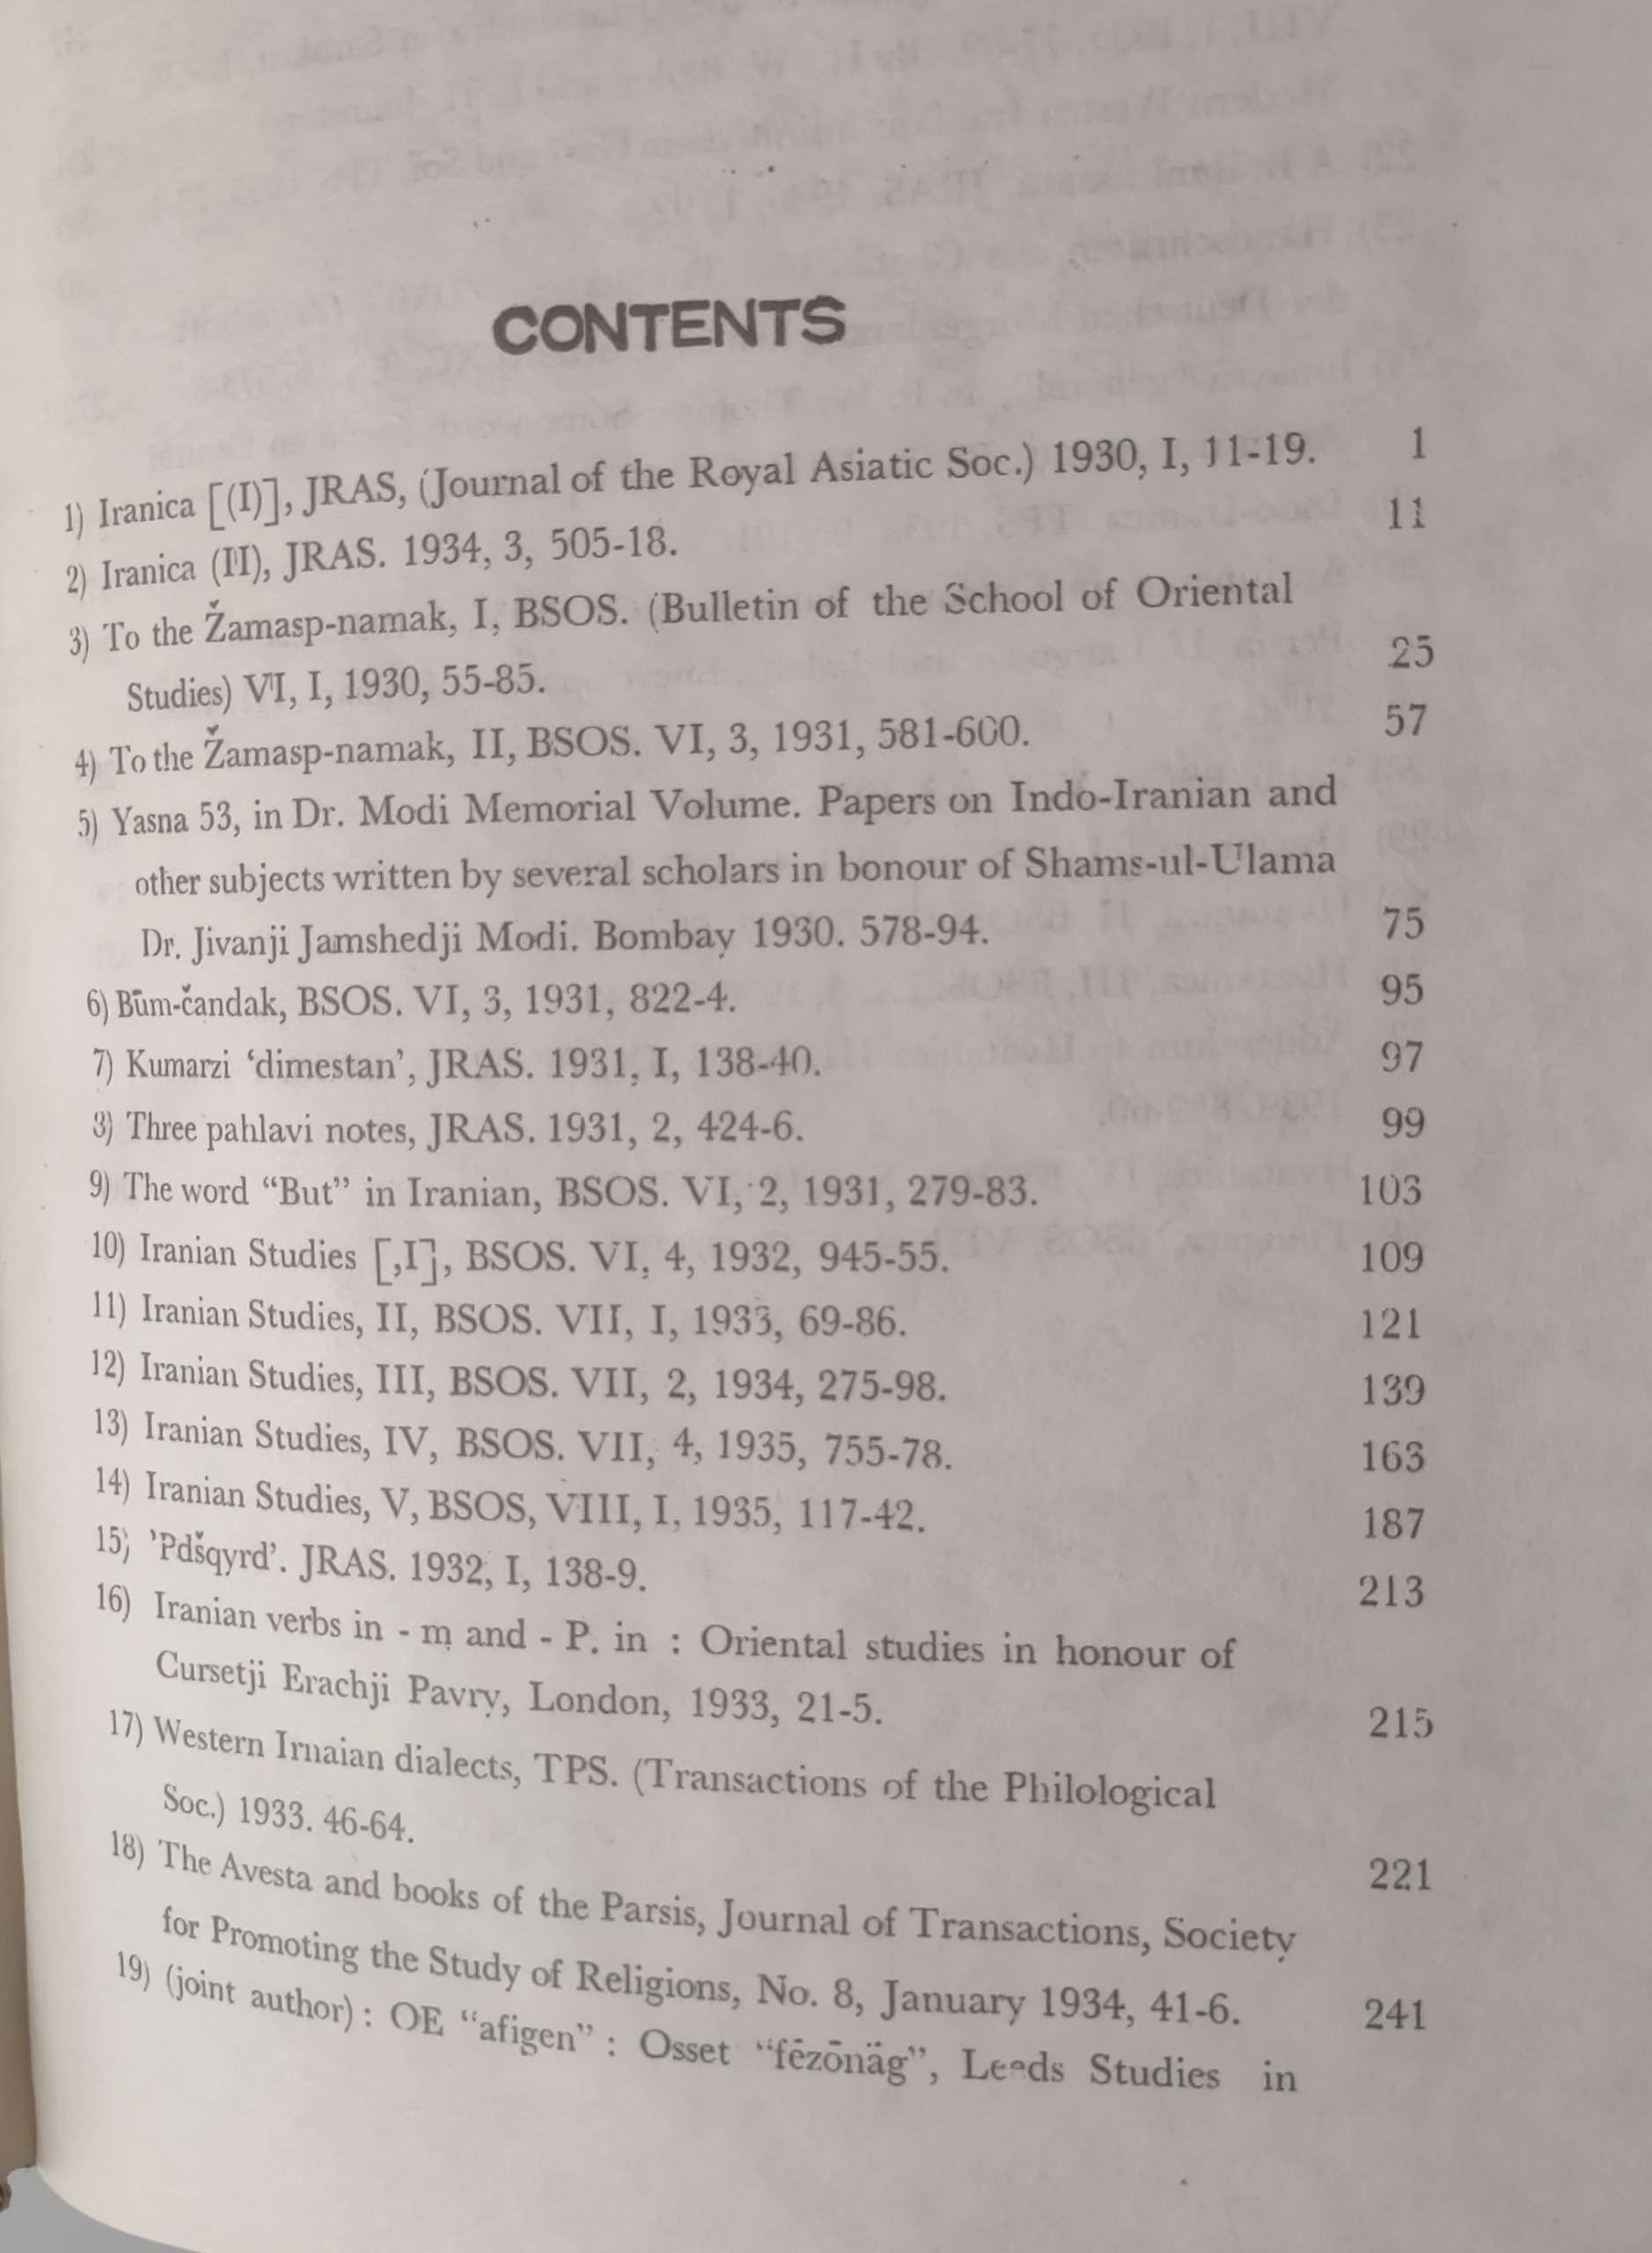 CONTENTS
1) Iranica [(I)], JRAS, (Journal of the Royal Asiatic Soc.) 1930, I, 11-19. 1
2) Iranica (II), JRAS. 1934, 3, 505-18. 11
3) To the Žamasp-namak, I, BSOS. (Bulletin of the School of Oriental
Studies) VI, I, 1930, 55-85. 25
4) To the Žamasp-namak, II, BSOS. VI, 3, 1931, 581-600. 57
5) Yasna 53, in Dr. Modi Memorial Volume. Papers on Indo-Iranian and
other subjects written by several scholars in bonour of Shams-ul-Ulama
Dr. Jivanji Jamshedji Modi. Bombay 1930. 578-94. 75
6) Būm-čandak, BSOS. VI, 3, 1931, 822-4. 95
7) Kumarzi ‘dimestan’, JRAS. 1931, I, 138-40. 97
8) Three pahlavi notes, JRAS. 1931, 2, 424-6. 99
9) The word “But” in Iranian, BSOS. VI, 2, 1931, 279-83. 103
10) Iranian Studies [,I], BSOS. VI, 4, 1932, 945-55. 109
11) Iranian Studies, II, BSOS. VII, I, 1933, 69-86. 121
12) Iranian Studies, III, BSOS. VII, 2, 1934, 275-98. 139
13) Iranian Studies, IV, BSOS. VII, 4, 1935, 755-78. 163
14) Iranian Studies, V, BSOS, VIII, I, 1935, 117-42. 187
15) ’Pdšqyrd’. JRAS. 1932, I, 138-9. 213
16) Iranian verbs in - m and - P. in : Oriental studies in honour of
Cursetji Erachji Pavry, London, 1933, 21-5. 215
17) Western Irnaian dialects, TPS. (Transactions of the Philological
Soc.) 1933. 46-64. 221
18) The Avesta and books of the Parsis, Journal of Transactions, Society
for Promoting the Study of Religions, No. 8, January 1934, 41-6. 241
19) (joint author) : OE “afigen” : Osset “fēzōnäg”, Leeds Studies in